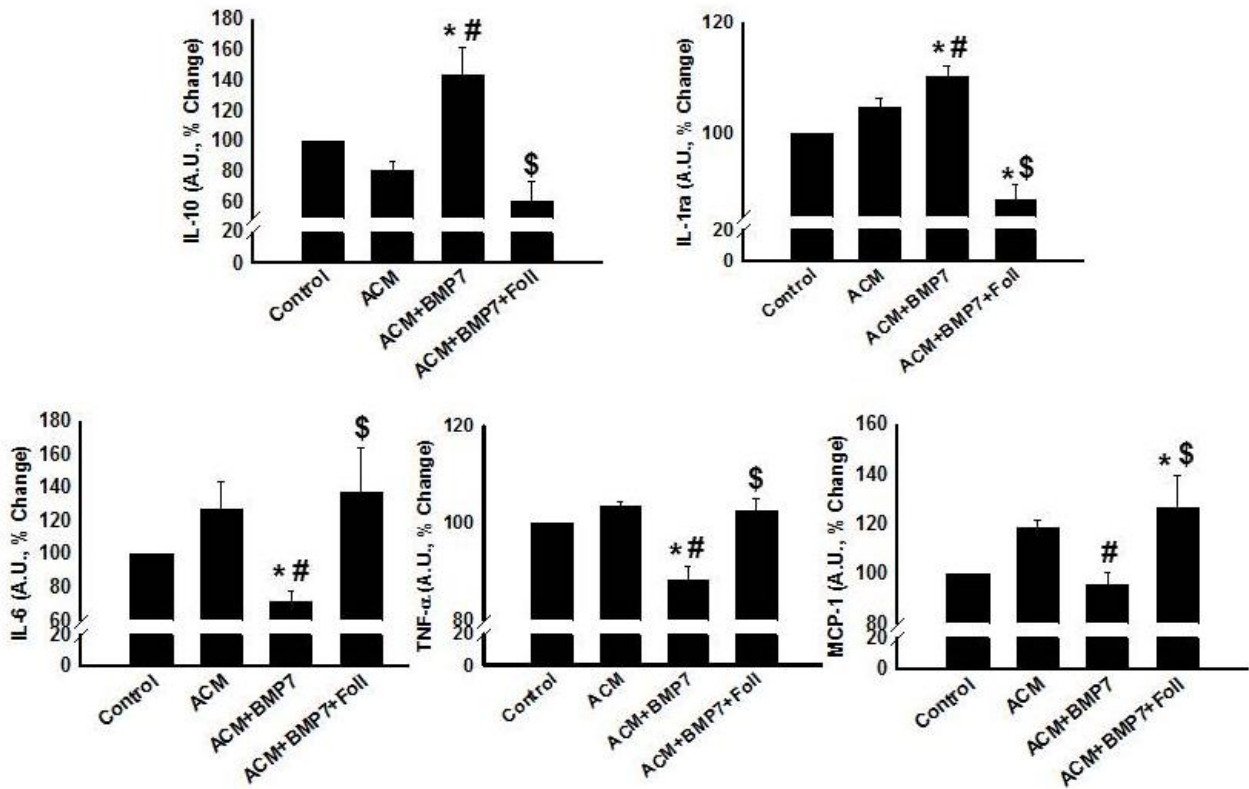 IL-10 (A.U., % Change)
180
160
140
120
100
80
60
20
0
* #
$
Control
ACM
ACM+BMP7
ACM+BMP7+Foll
IL-1ra (A.U., % Change)
120
100
20
0
* #
* $
Control
ACM
ACM+BMP7
ACM+BMP7+Foll
IL-6 (A.U., % Change)
180
160
140
120
100
80
60
20
0
* #
$
Control
ACM
ACM+BMP7
ACM+BMP7+Foll
TNF-α (A.U., % Change)
120
100
80
20
0
* #
$
Control
ACM
ACM+BMP7
ACM+BMP7+Foll
MCP-1 (A.U., % Change)
160
140
120
100
80
20
0
#
* $
Control
ACM
ACM+BMP7
ACM+BMP7+Foll